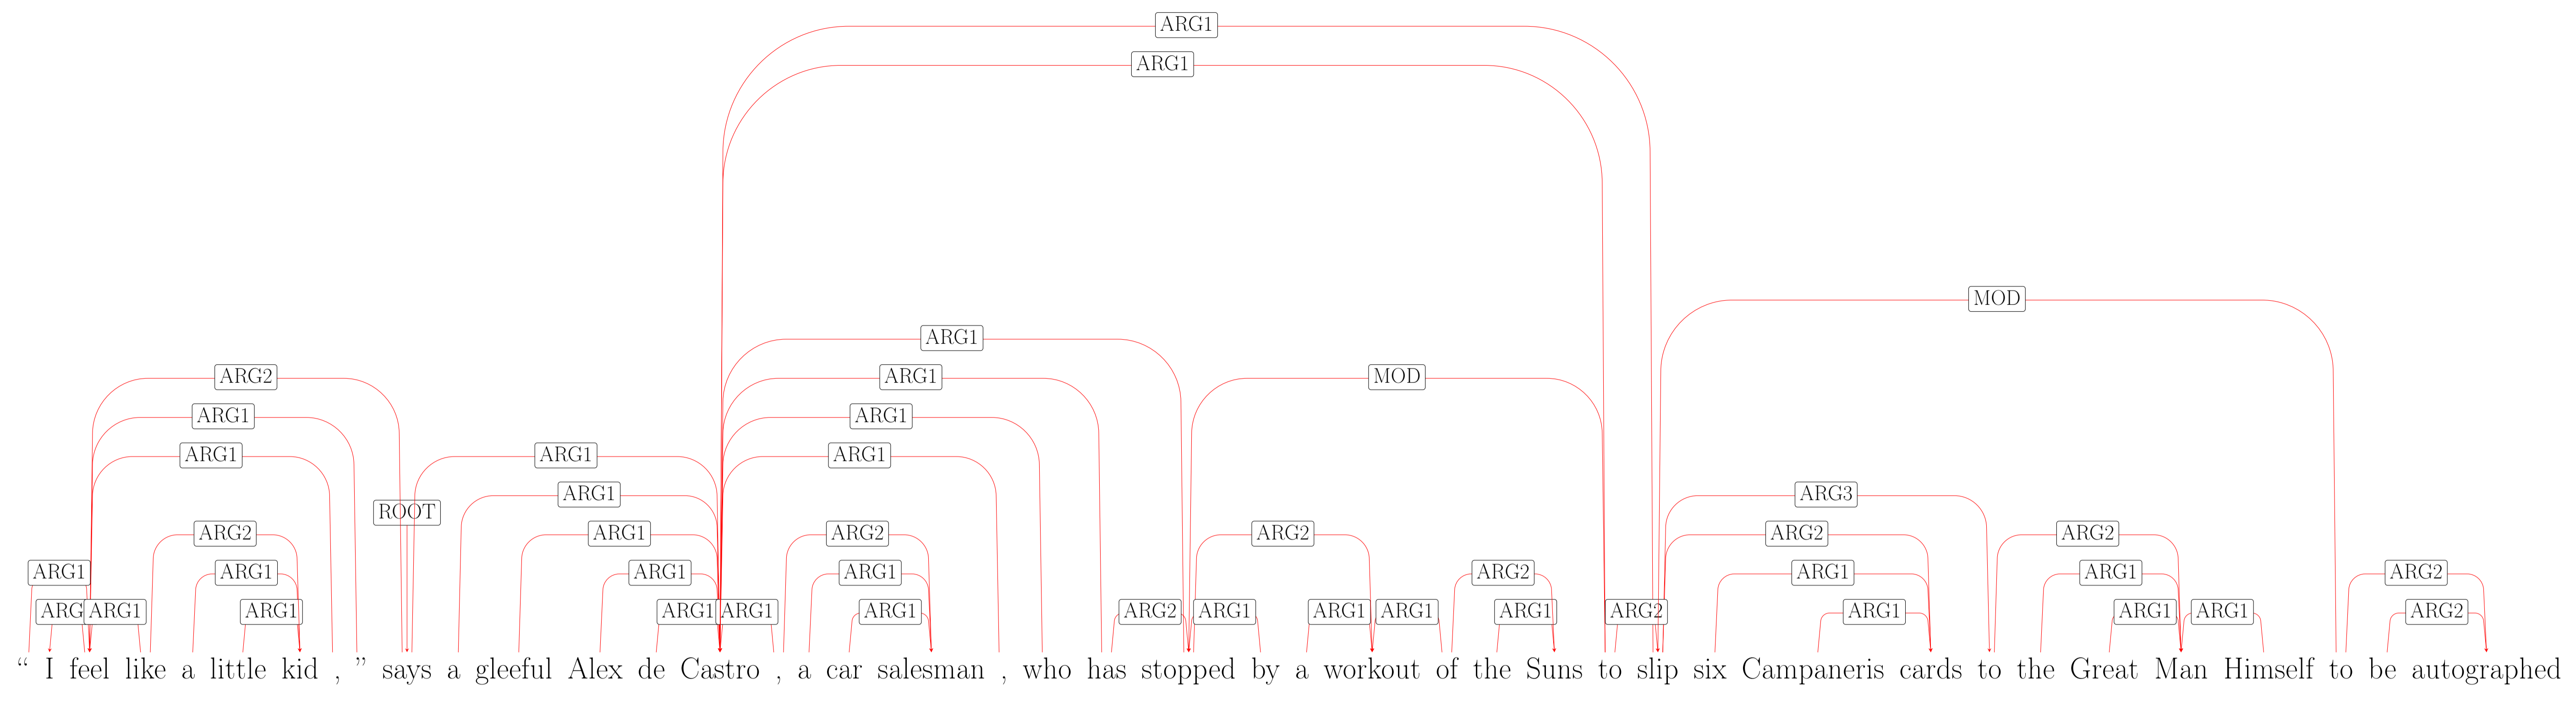 ARG1
ARG1
MOD
ARG1
ARG2 ARG1 MOD
ARG1 ARG1
ARG1 ARG1 ARG1
ARG1 ARG3
ROOT
ARG2 ARG1 ARG2 ARG2 ARG2 ARG2
ARG1 ARG1 ARG1 ARG1 ARG2 ARG1 ARG1 ARG2
ARG ARG1 ARG1 ARG1 ARG1 ARG1 ARG2 ARG1 ARG1 ARG1 ARG1 ARG2 ARG1 ARG1 ARG1 ARG2
“ I feel like a little kid , ” says a gleeful Alex de Castro , a car salesman , who has stopped by a workout of the Suns to slip six Campaneris cards to the Great Man Himself to be autographed